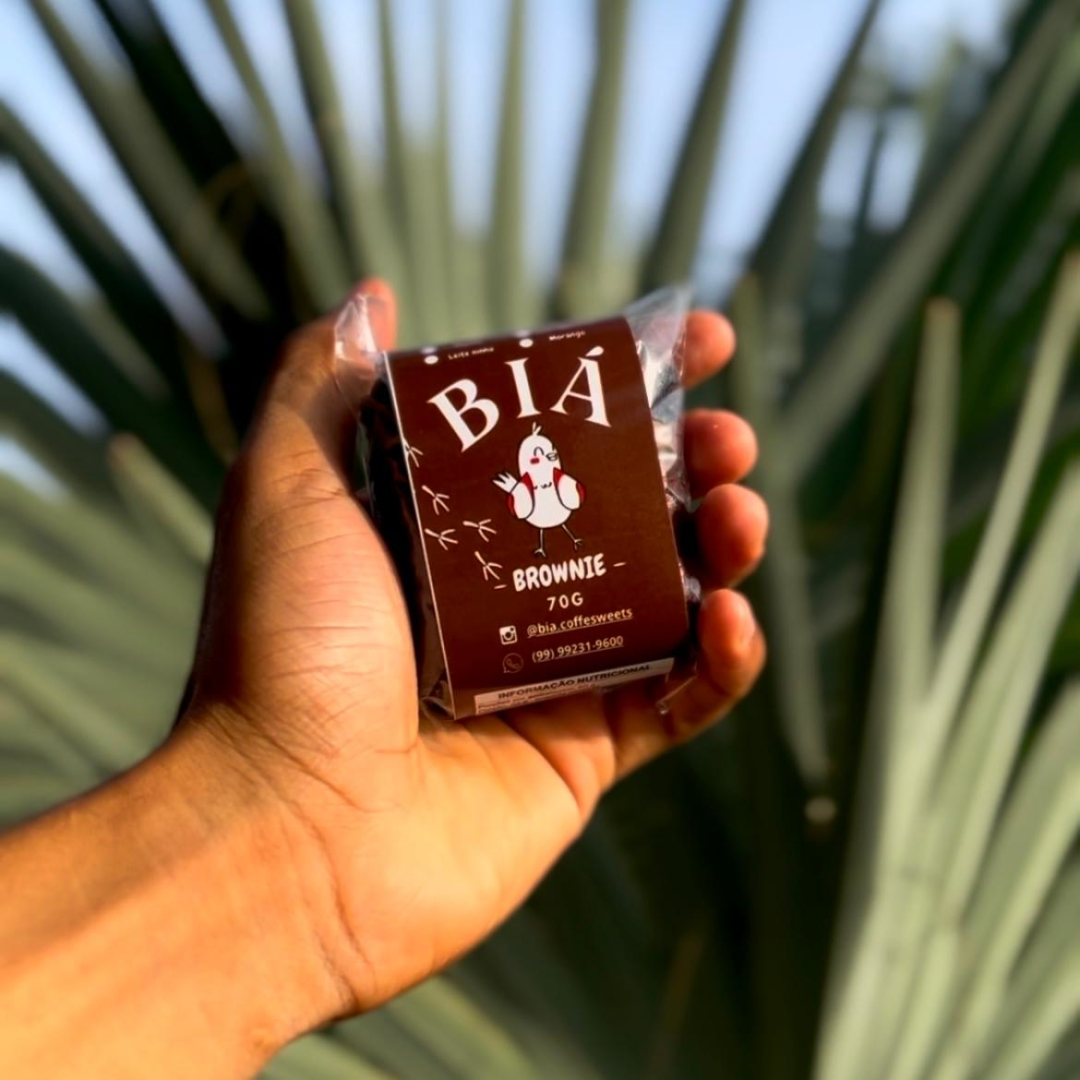 Leite ninho Morango
BIÁ
- BROWNIE -
70G
@bia.coffesweets
(99) 99231-9600
INFORMAÇÃO NUTRICIONAL